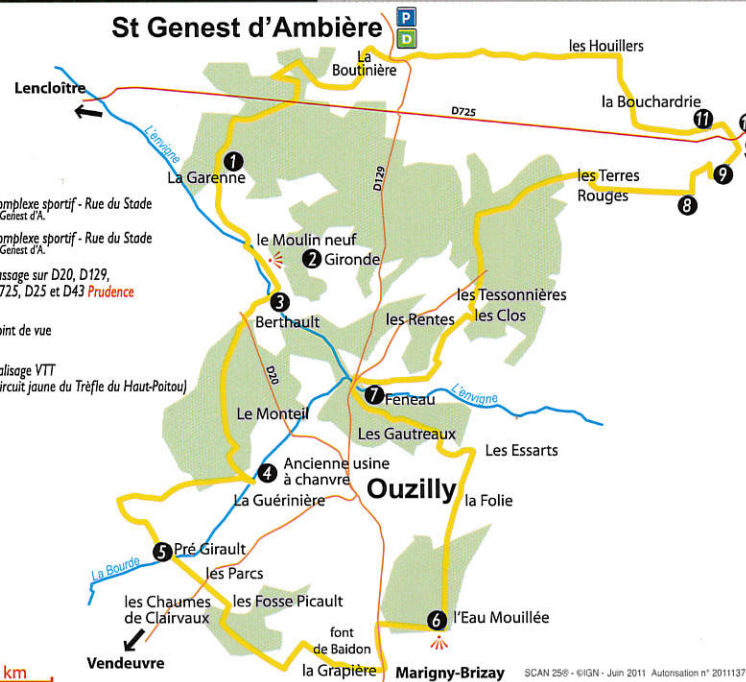 St Genest d'Ambière
P
D
les Houillers
La
Boutinière
Lencloître
la Bouchardrie
11
D725
L'envigne
1
La Garenne
D129
9
les Terres
Rouges
8
omplexe sportif - Rue du Stade
Genest d'A.
omplexe sportif - Rue du Stade
Genest d'A.
le Moulin neuf
2 Gironde
assage sur D20, D129,
725, D25 et D43 Prudence
les Tessonnières
3
Berthault
les Rentes
les Clos
oint de vue
alisage VTT
circuit jaune du Trèfle du Haut-Poitou)
D20
7
Feneau
L'envigne
Le Monteil
Les Gautreaux
Les Essarts
4
Ancienne usine
à chanvre
Ouzilly
La Guérinière
la Folie
5 Pré Girault
La Bourde
les Parcs
les Chaumes
de Clairvaux
les Fosse Picault
6 l'Eau Mouillée
font
de Baidon
Vendeuvre
la Grapière
Marigny-Brizay
km
SCAN 25® - ©IGN - Juin 2011 Autorisation n° 2011137